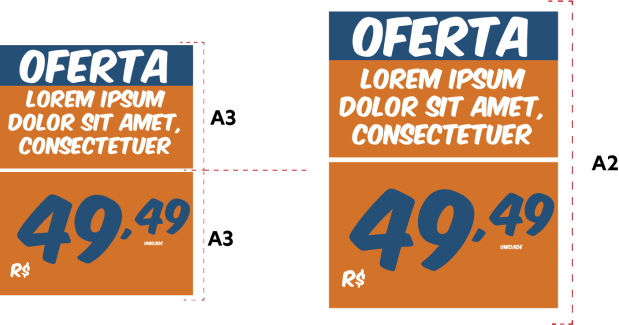 OFERTA
LOREM IPSUM
DOLOR SIT AMET,
CONSECTETUER
A3
49,49
UNIDADE
R$
A3
OFERTA
LOREM IPSUM
DOLOR SIT AMET,
CONSECTETUER
49,49
UNIDADE
R$
A2